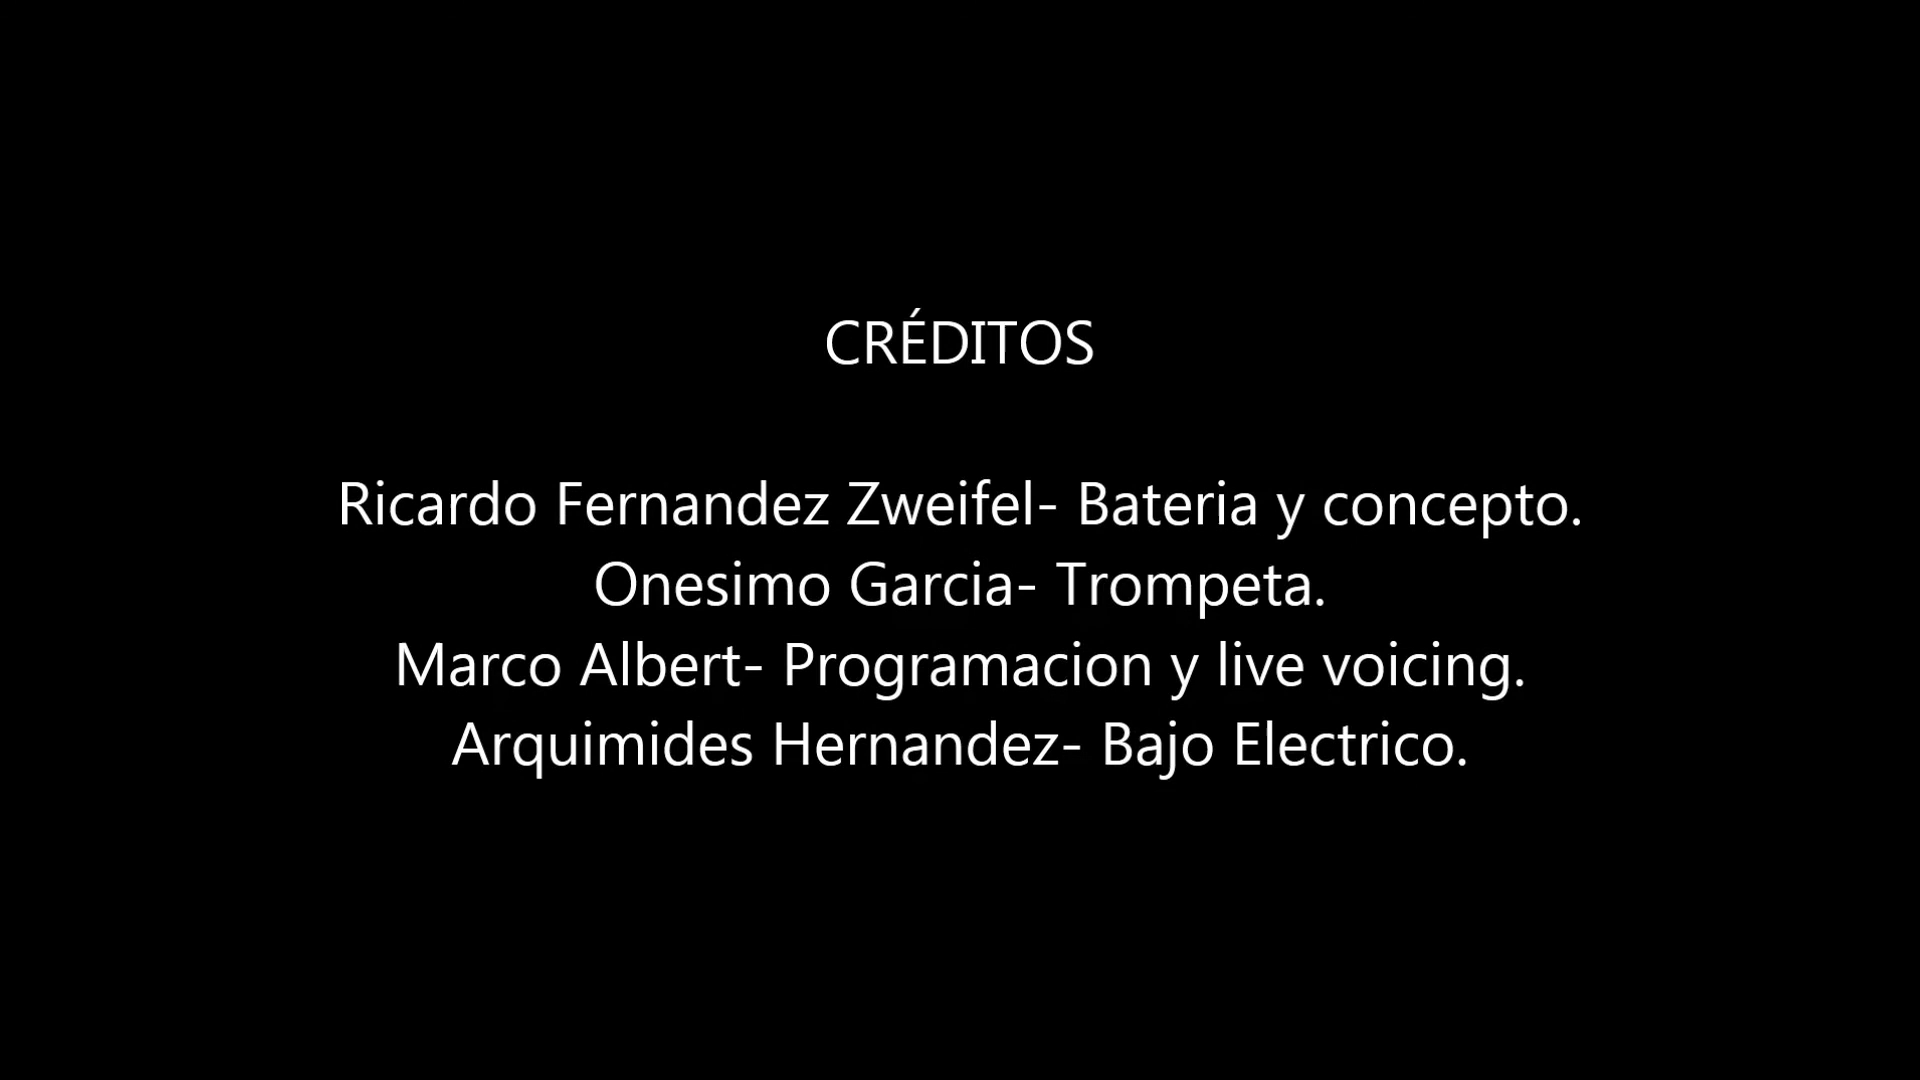 CRÉDITOS
Ricardo Fernandez Zweifel- Bateria y concepto.
Onesimo Garcia- Trompeta.
Marco Albert- Programacion y live voicing.
Arquimides Hernandez- Bajo Electrico.